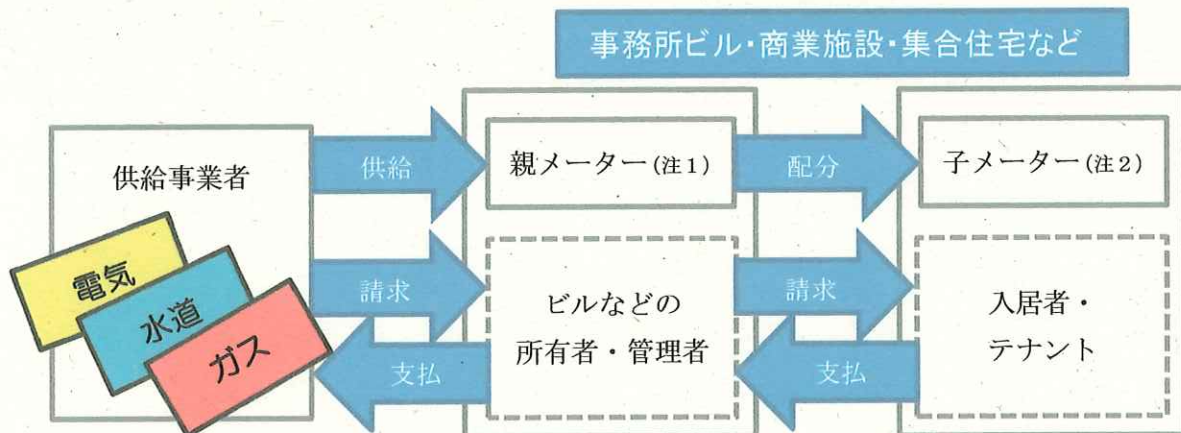 事務所ビル・商業施設・集合住宅など
供給事業者
電気
水道
ガス
供給
親メーター(注1)
配分
子メーター(注2)
請求
ビルなどの
所有者・管理者
請求
入居者・
テナント
支払
支払